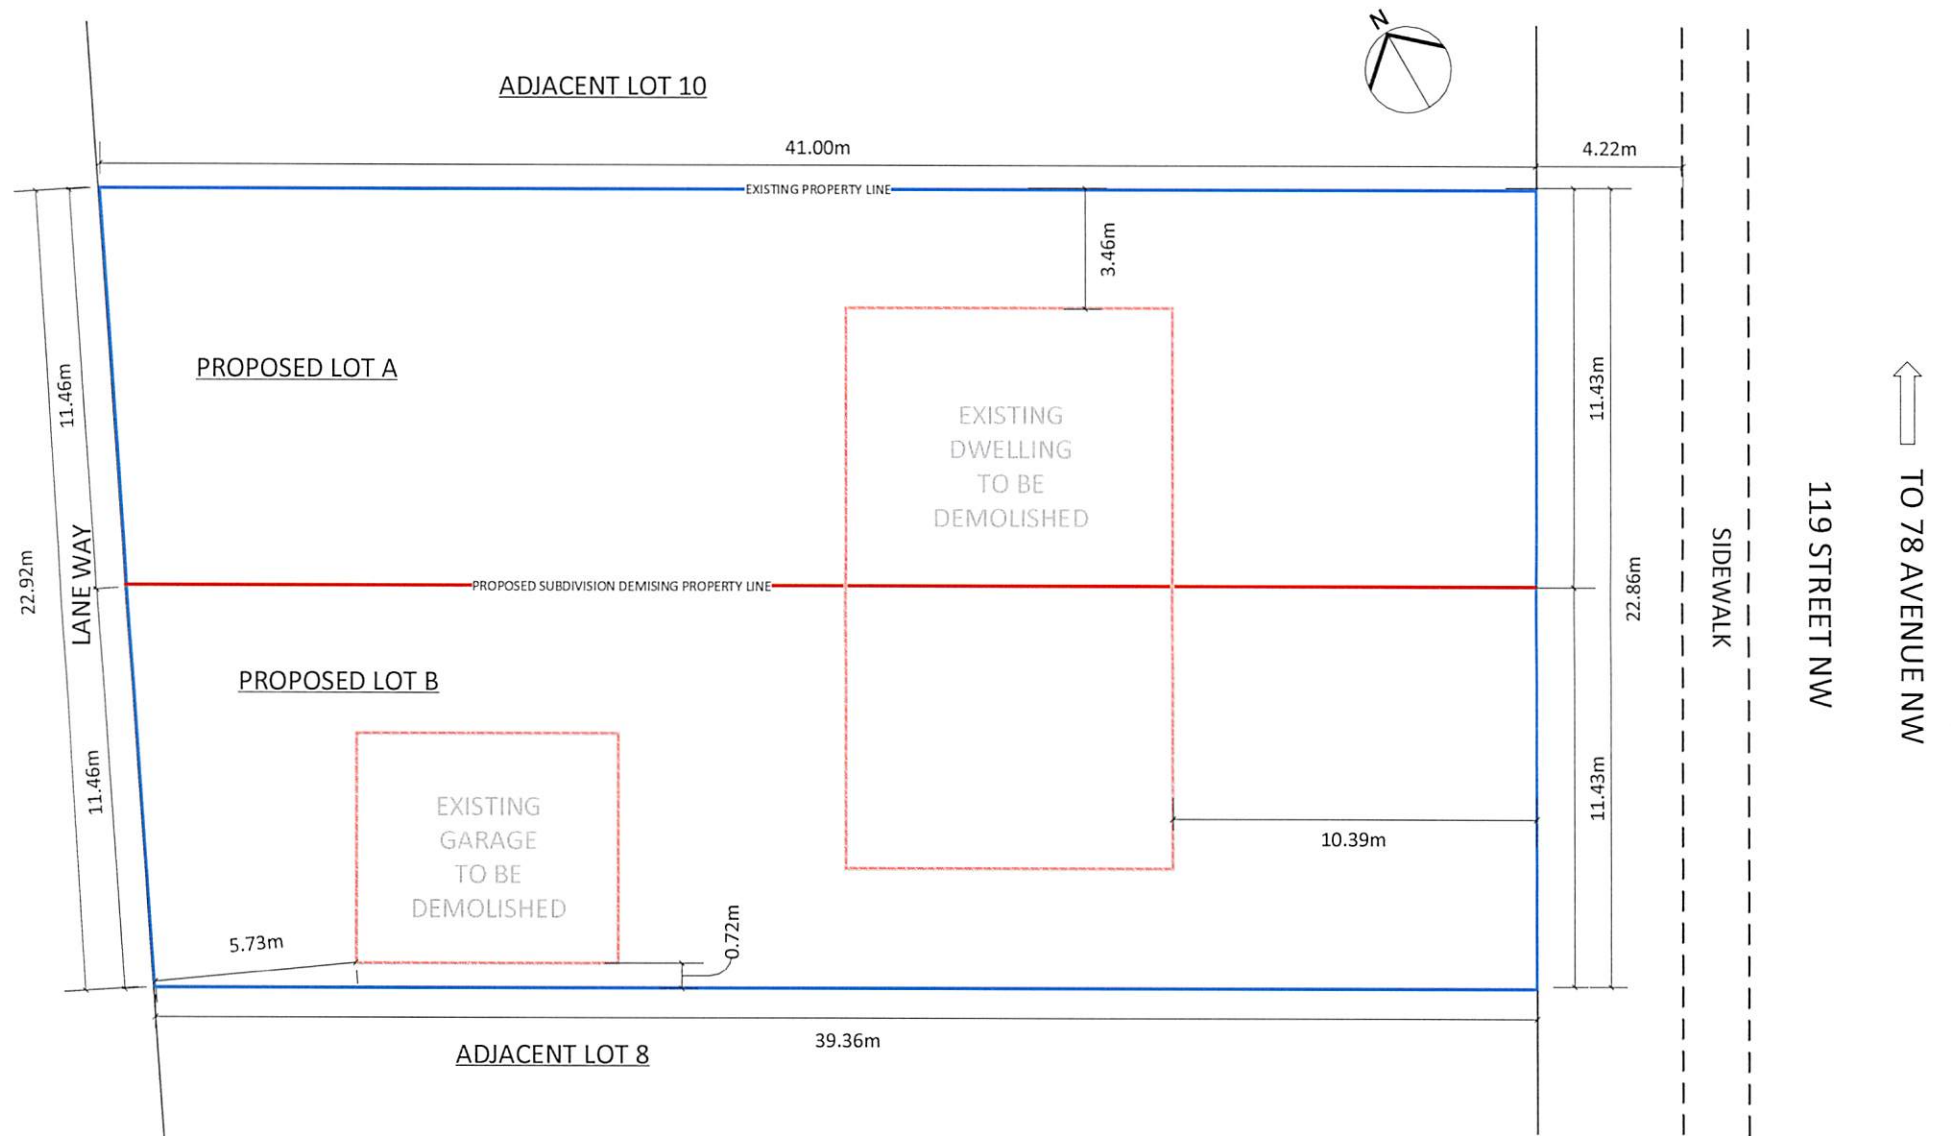 N
ADJACENT LOT 10
41.00m
4.22m
EXISTING PROPERTY LINE
3.46m
PROPOSED LOT A
11.46m
11.43m
EXISTING
DWELLING
TO BE
DEMOLISHED
22.92m
LANE WAY
PROPOSED SUBDIVISION DEMISING PROPERTY LINE
22.86m
SIDEWALK
119 STREET NW
TO 78 AVENUE NW
PROPOSED LOT B
11.46m
11.43m
EXISTING
GARAGE
TO BE
DEMOLISHED
10.39m
5.73m
0.72m
39.36m
ADJACENT LOT 8